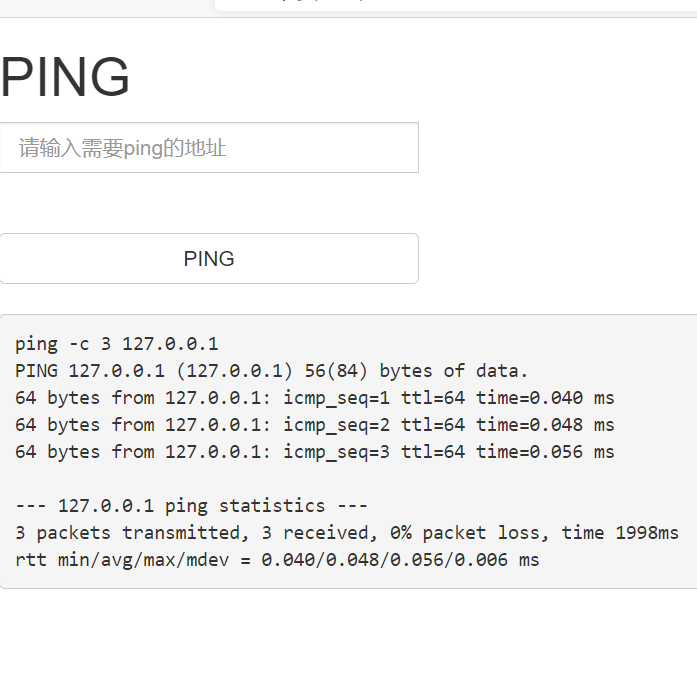 PING
请输入需要ping的地址
PING
ping -c 3 127.0.0.1
PING 127.0.0.1 (127.0.0.1) 56(84) bytes of data.
64 bytes from 127.0.0.1: icmp_seq=1 ttl=64 time=0.040 ms
64 bytes from 127.0.0.1: icmp_seq=2 ttl=64 time=0.048 ms
64 bytes from 127.0.0.1: icmp_seq=3 ttl=64 time=0.056 ms
--- 127.0.0.1 ping statistics ---
3 packets transmitted, 3 received, 0% packet loss, time 1998ms
rtt min/avg/max/mdev = 0.040/0.048/0.056/0.006 ms